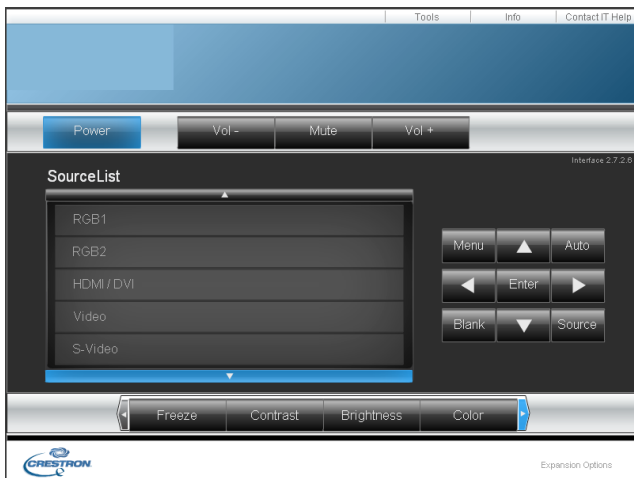 Tools Info Contact IT Help
Power Vol - Mute Vol +
Interface 2.7.2.6
SourceList
RGB1
RGB2
HDMI / DVI
Video
S-Video
Menu Auto
Enter
Blank Source
Freeze Contrast Brightness Color
CRESTRON
Expansion Options